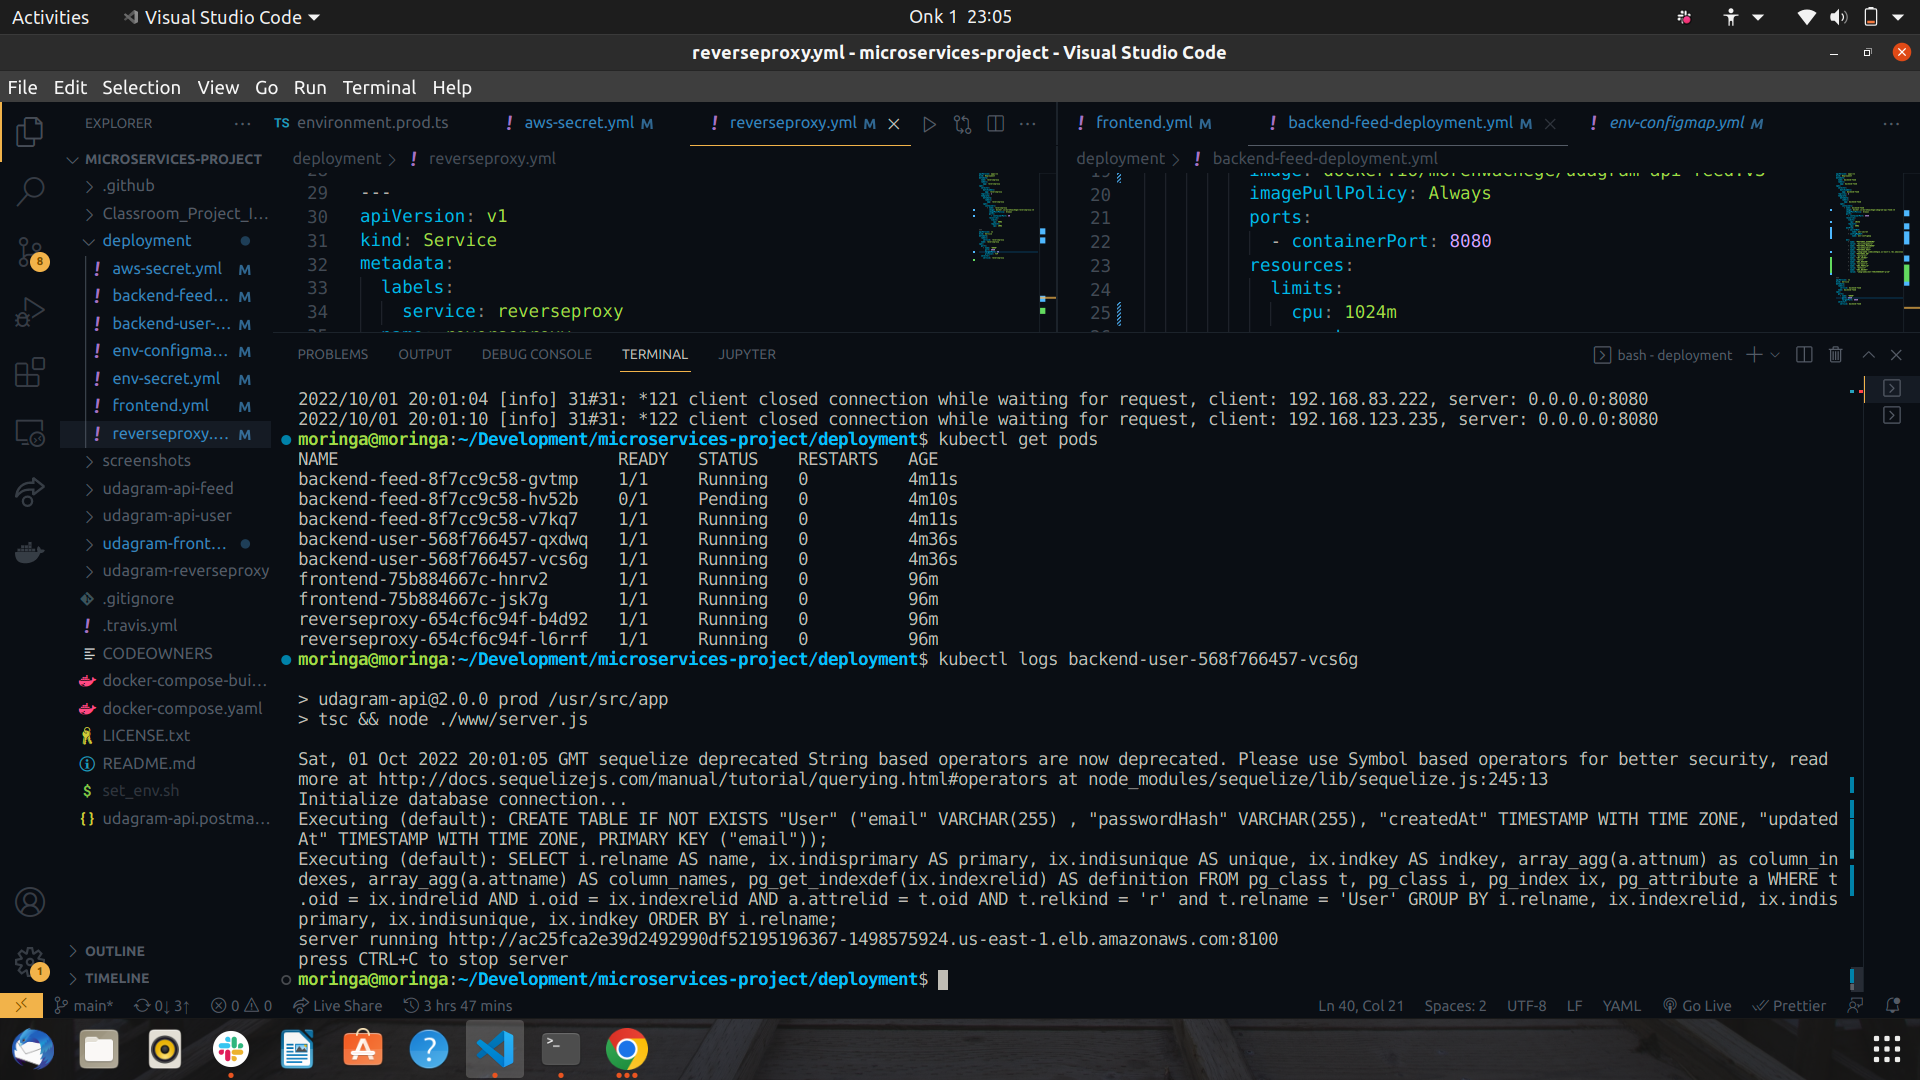 Activities
Visual Studio Code
Onk 1 23:05
reverseproxy.yml - microservices-project - Visual Studio Code
File Edit Selection View Go Run Terminal Help
EXPLORER
MICROSERVICES-PROJECT
.github
Classroom_Project_I...
deployment
aws-secret.yml M
backend-feed... M
backend-user-... M
env-configma... M
env-secret.yml M
frontend.yml M
reverseproxy.... M
screenshots
udagram-api-feed
udagram-api-user
udagram-front...
udagram-reverseproxy
.gitignore
.travis.yml
CODEOWNERS
docker-compose-bui...
docker-compose.yaml
LICENSE.txt
README.md
set_env.sh
udagram-api.postma...
OUTLINE
TIMELINE
8
1
TS environment.prod.ts
! aws-secret.yml M
! reverseproxy.yml M
deployment > ! reverseproxy.yml
29 ---
30 apiVersion: v1
31 kind: Service
32 metadata:
33 labels:
34 service: reverseproxy
! frontend.yml M
! backend-feed-deployment.yml M
! env-configmap.yml M
deployment > ! backend-feed-deployment.yml
20 imagePullPolicy: Always
21 ports:
22 - containerPort: 8080
23 resources:
24 limits:
25 cpu: 1024m
PROBLEMS OUTPUT DEBUG CONSOLE TERMINAL JUPYTER
bash - deployment
2022/10/01 20:01:04 [info] 31#31: *121 client closed connection while waiting for request, client: 192.168.83.222, server: 0.0.0.0:8080
2022/10/01 20:01:10 [info] 31#31: *122 client closed connection while waiting for request, client: 192.168.123.235, server: 0.0.0.0:8080
moringa@moringa:~/Development/microservices-project/deployment$ kubectl get pods
NAME READY STATUS RESTARTS AGE
backend-feed-8f7cc9c58-gvtmp 1/1 Running 0 4m11s
backend-feed-8f7cc9c58-hv52b 0/1 Pending 0 4m10s
backend-feed-8f7cc9c58-v7kq7 1/1 Running 0 4m11s
backend-user-568f766457-qxdwq 1/1 Running 0 4m36s
backend-user-568f766457-vcs6g 1/1 Running 0 4m36s
frontend-75b884667c-hnrv2 1/1 Running 0 96m
frontend-75b884667c-jsk7g 1/1 Running 0 96m
reverseproxy-654cf6c94f-b4d92 1/1 Running 0 96m
reverseproxy-654cf6c94f-l6rrf 1/1 Running 0 96m
moringa@moringa:~/Development/microservices-project/deployment$ kubectl logs backend-user-568f766457-vcs6g
> udagram-api@2.0.0 prod /usr/src/app
> tsc && node ./www/server.js
Sat, 01 Oct 2022 20:01:05 GMT sequelize deprecated String based operators are now deprecated. Please use Symbol based operators for better security, read
more at http://docs.sequelizejs.com/manual/tutorial/querying.html#operators at node_modules/sequelize/lib/sequelize.js:245:13
Initialize database connection...
Executing (default): CREATE TABLE IF NOT EXISTS "User" ("email" VARCHAR(255) , "passwordHash" VARCHAR(255), "createdAt" TIMESTAMP WITH TIME ZONE, "updated
At" TIMESTAMP WITH TIME ZONE, PRIMARY KEY ("email"));
Executing (default): SELECT i.relname AS name, ix.indisprimary AS primary, ix.indisunique AS unique, ix.indkey AS indkey, array_agg(a.attnum) as column_in
dexes, array_agg(a.attname) AS column_names, pg_get_indexdef(ix.indexrelid) AS definition FROM pg_class t, pg_class i, pg_index ix, pg_attribute a WHERE t
.oid = ix.indrelid AND i.oid = ix.indexrelid AND a.attrelid = t.oid AND t.relkind = 'r' and t.relname = 'User' GROUP BY i.relname, ix.indexrelid, ix.indis
primary, ix.indisunique, ix.indkey ORDER BY i.relname;
server running http://ac25fca2e39d2492990df52195196367-1498575924.us-east-1.elb.amazonaws.com:8100
press CTRL+C to stop server
moringa@moringa:~/Development/microservices-project/deployment$
main* 0↓ 3↑ 0 0 Live Share 3 hrs 47 mins
Ln 40, Col 21 Spaces: 2 UTF-8 LF YAML Go Live Prettier